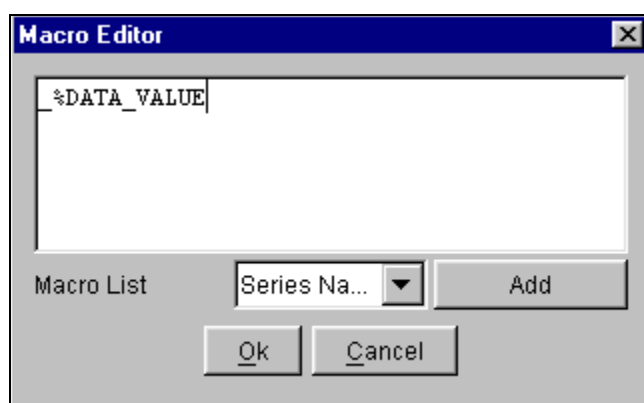 Macro Editor
_%DATA_VALUE
Macro List Series Na... Add
Ok Cancel